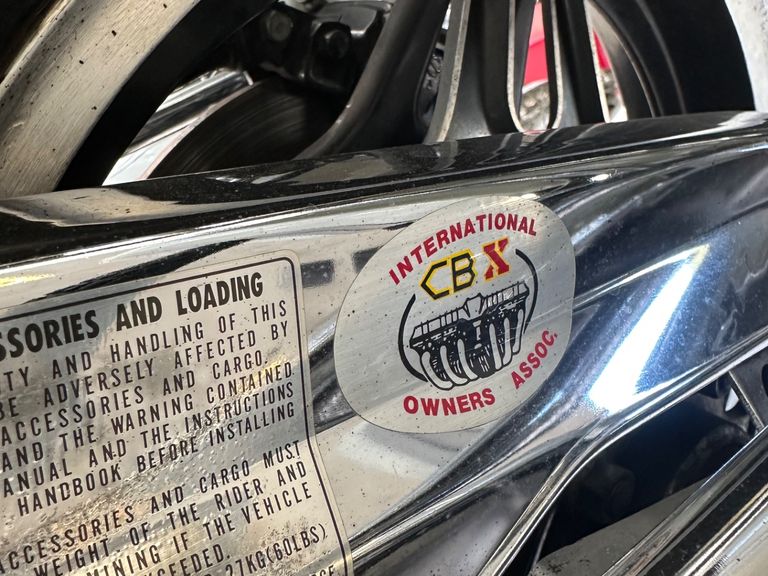 SSORIES AND LOADING
TY AND HANDLING OF THIS
BE ADVERSELY AFFECTED BY
ACCESSORIES AND CARGO.
AND THE WARNING CONTAINED
ANUAL AND THE INSTRUCTIONS
HANDBOOK BEFORE INSTALLING
ACCESSORIES AND CARGO MUST
WEIGHT OF THE RIDER AND
MINING IF THE VEHICLE
EXCEEDED.
27KG(60LBS)
INTERNATIONAL
CBX
OWNERS ASSOC.